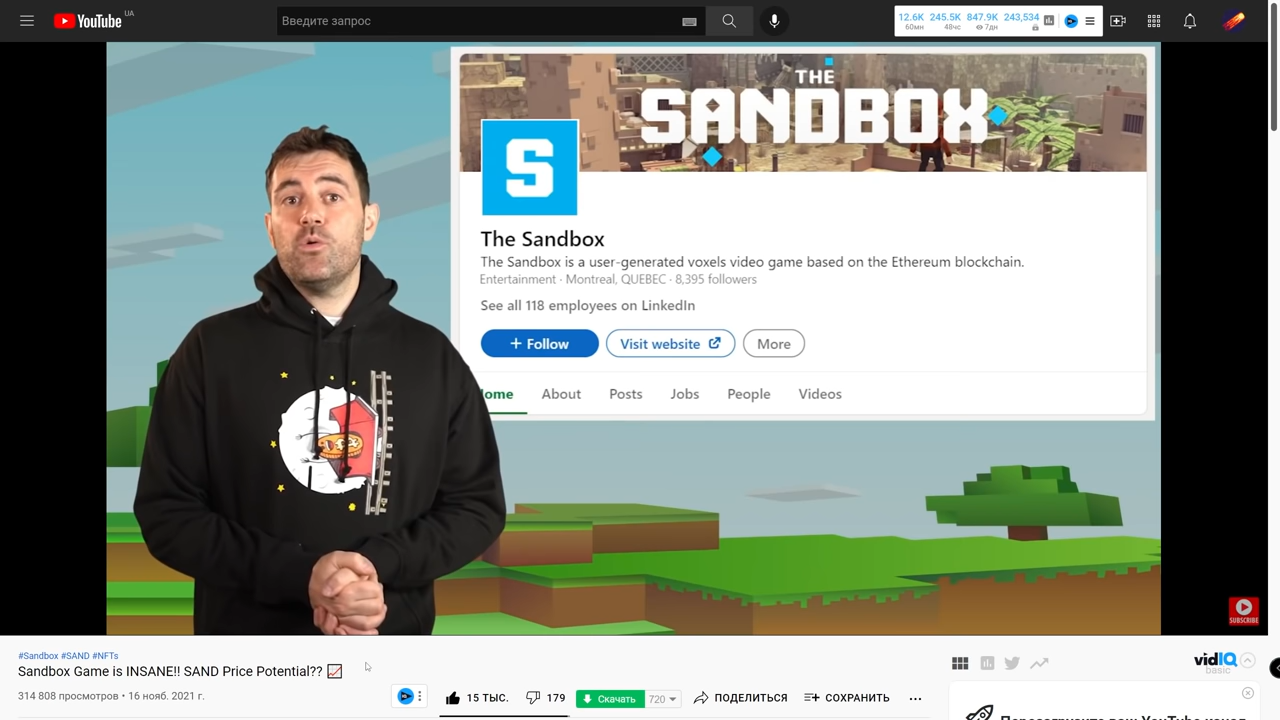 YouTube UA
Введите запрос
12.6K 245.5K 847.9K 243,534
60мн 48чс 7дн
THE
SANDBOX
S
The Sandbox
The Sandbox is a user-generated voxels video game based on the Ethereum blockchain.
Entertainment · Montreal, QUEBEC · 8,395 followers
See all 118 employees on LinkedIn
+ Follow Visit website More
ome About Posts Jobs People Videos
SUBSCRIBE
#Sandbox #SAND #NFTs
Sandbox Game is INSANE!! SAND Price Potential??
vidIQ
basic
314 808 просмотров • 16 нояб. 2021 г.
15 ТЫС. 179 Скачать 720 ПОДЕЛИТЬСЯ СОХРАНИТЬ